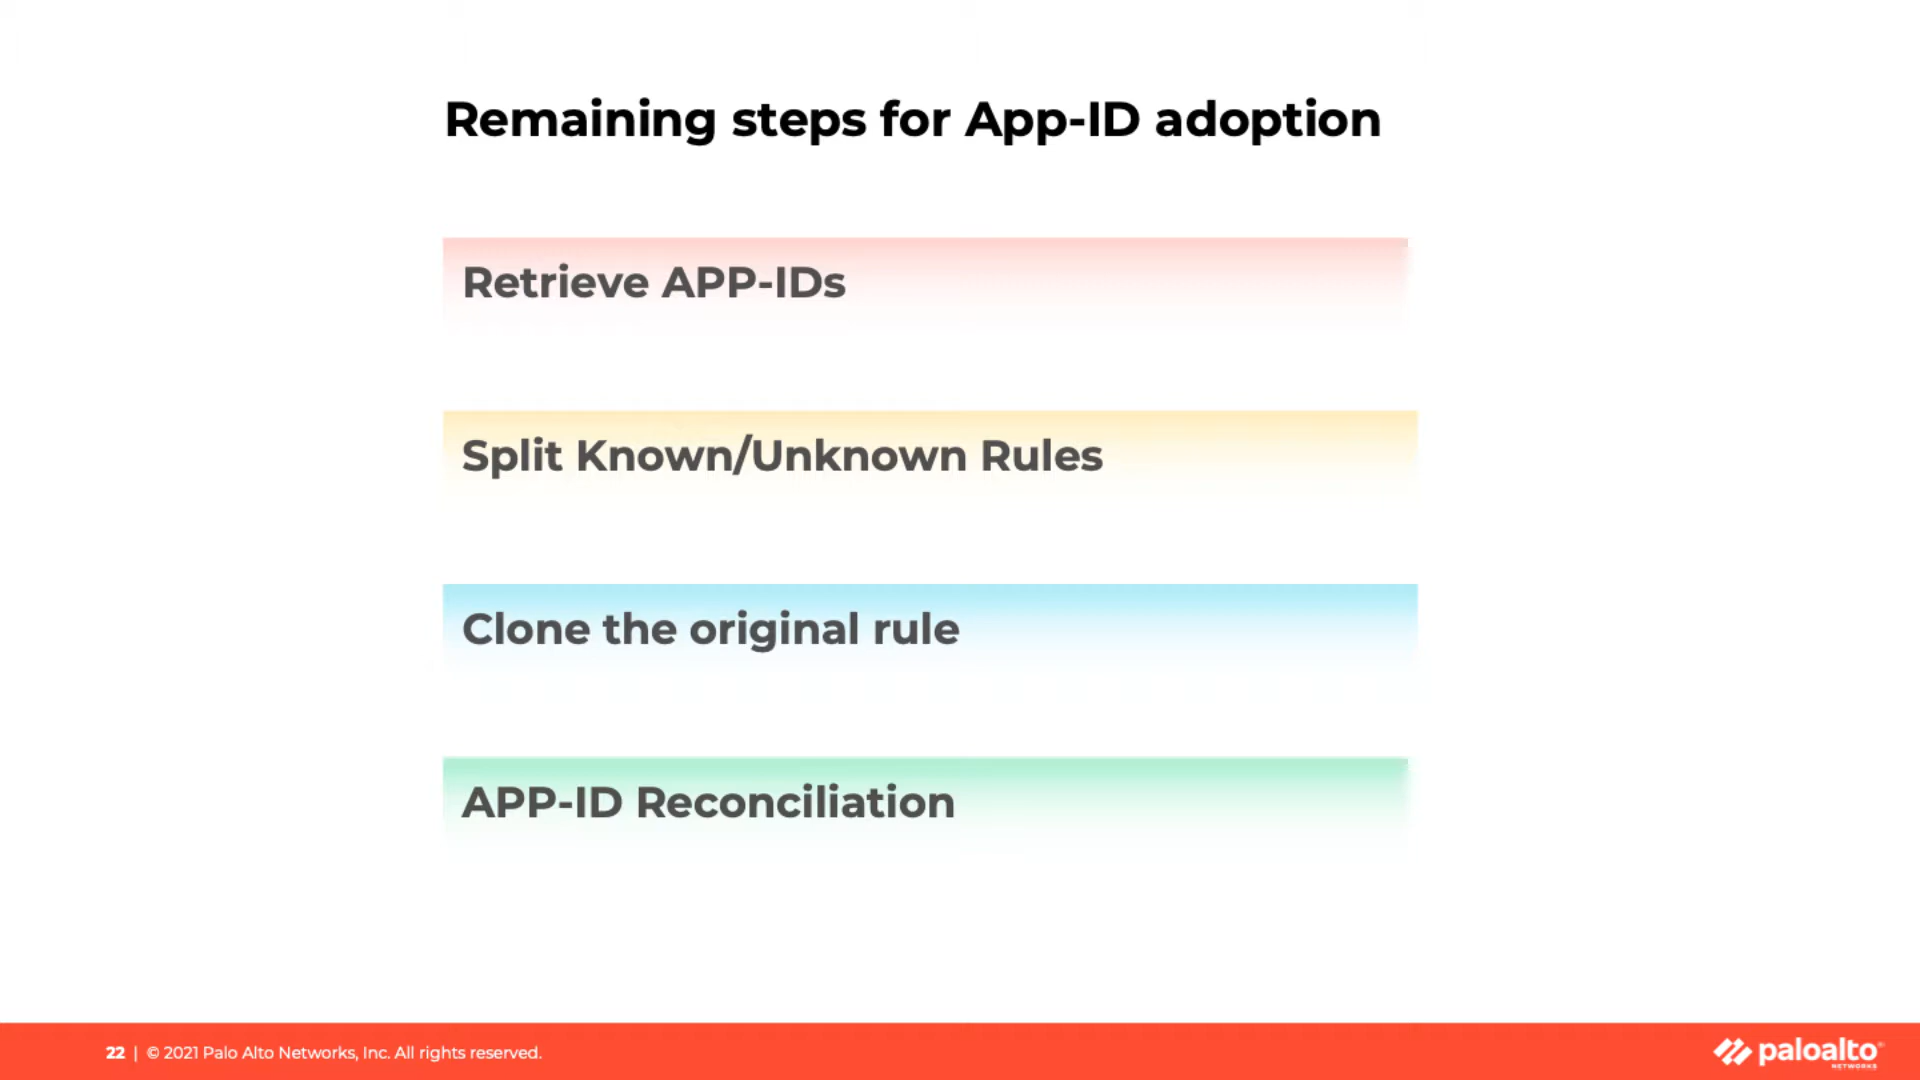 Remaining steps for App-ID adoption
Retrieve APP-IDs
Split Known/Unknown Rules
Clone the original rule
APP-ID Reconciliation
22 | © 2021 Palo Alto Networks, Inc. All rights reserved.
paloalto®
NETWORKS